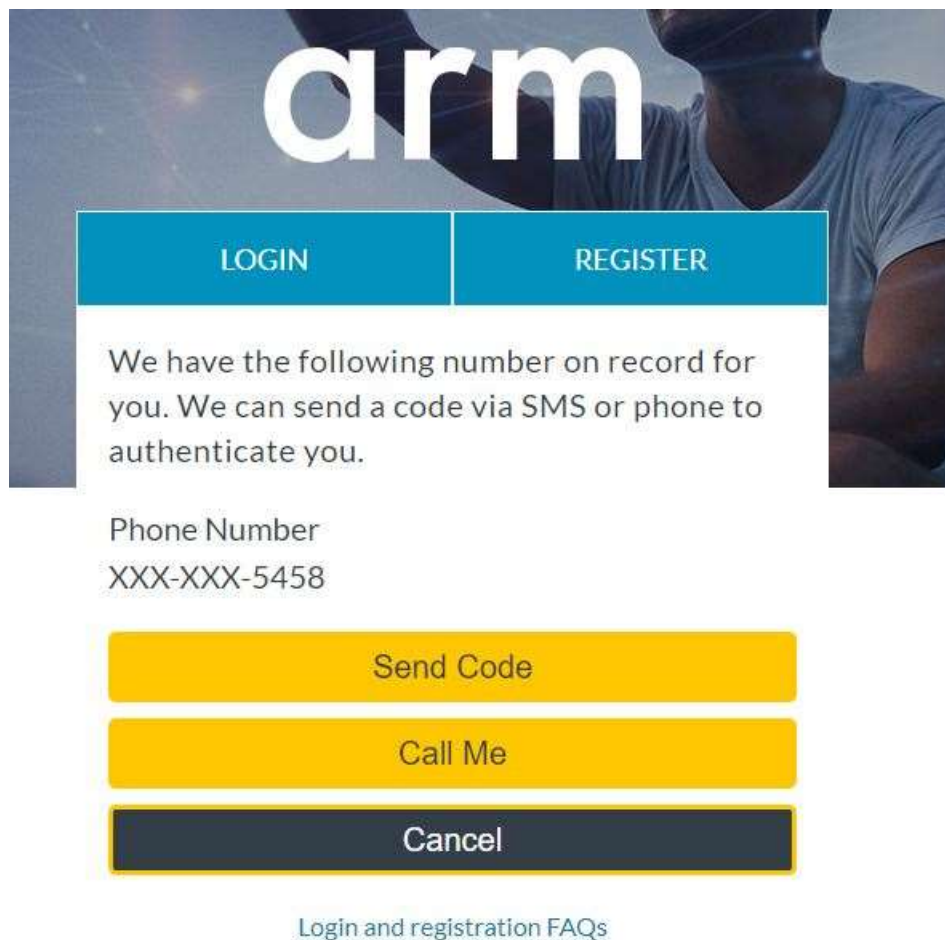 arm
LOGIN REGISTER
We have the following number on record for
you. We can send a code via SMS or phone to
authenticate you.
Phone Number
XXX-XXX-5458
Send Code
Call Me
Cancel
Login and registration FAQs